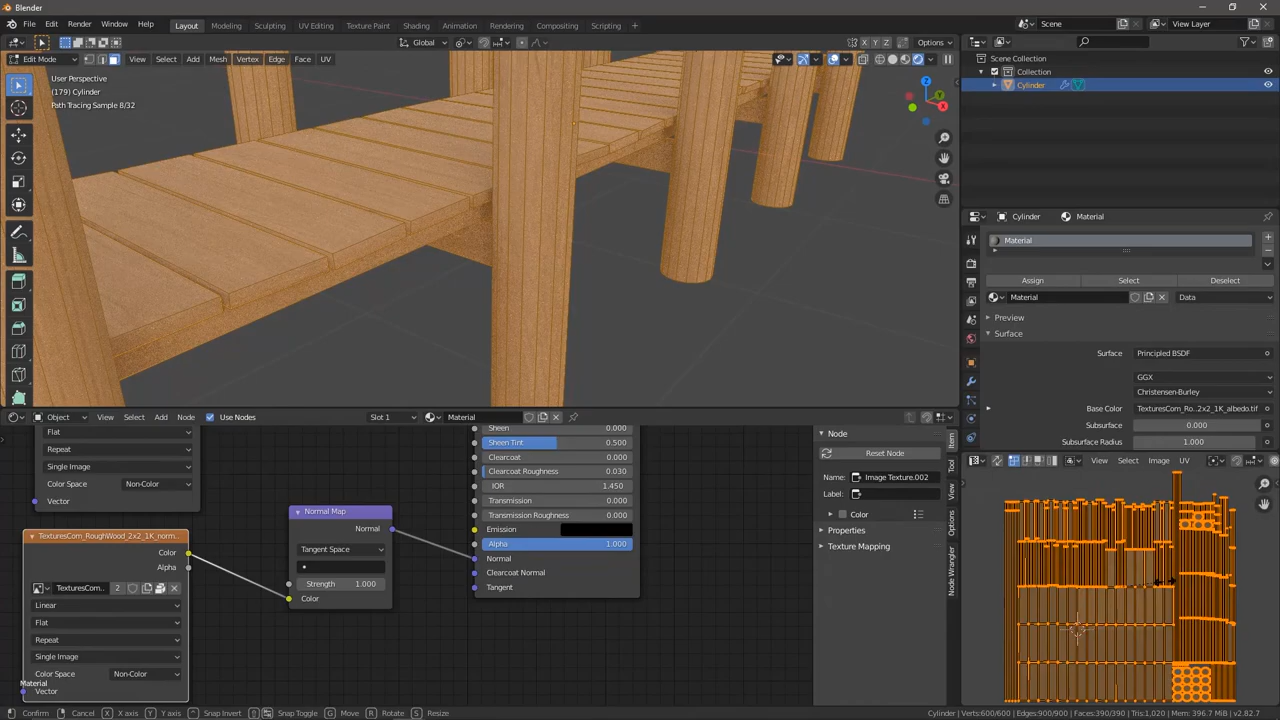 Blender
File Edit Render Window Help Layout Modeling Sculpting UV Editing Texture Paint Shading Animation Rendering Compositing Scripting + Scene View Layer
Global Options
Edit Mode View Select Add Mesh Vertex Edge Face UV X Y Z
User Perspective
(179) Cylinder
Path Tracing Sample 8/32
Z
Y
X
Scene Collection
Collection
Cylinder
Cylinder Material
Material
Assign Select Deselect
Material Data
Preview
Surface
Surface Principled BSDF
GGX
Christensen-Burley
Base Color TexturesCom_Ro..2x2_1K_albedo.tif
Subsurface 0.000
Subsurface Radius 1.000
View Select Image UV
Object View Select Add Node Use Nodes Slot 1 Material
Flat
Repeat
Single Image
Color Space Non-Color
Vector
TexturesCom_RoughWood_2x2_1K_norm...
Color
Alpha
TexturesCom.. 2
Linear
Flat
Repeat
Single Image
Color Space Non-Color
Material
Vector
Normal Map
Normal
Tangent Space
Strength 1.000
Color
Sheen 0.000
Sheen Tint 0.500
Clearcoat 0.000
Clearcoat Roughness 0.030
IOR 1.450
Transmission 0.000
Transmission Roughness 0.000
Emission
Alpha 1.000
Normal
Clearcoat Normal
Tangent
Node
Reset Node
Name: Image Texture.002
Label:
Color
Properties
Texture Mapping
Item
Tool
View
Options
Node Wrangler
Confirm Cancel X X axis Y Y axis Snap Invert Snap Toggle G Move R Rotate S Resize
Cylinder | Verts:600/600 | Edges:900/900 | Faces:390/390 | Tris:1,020 | Mem: 396.7 MiB | v2.82.7